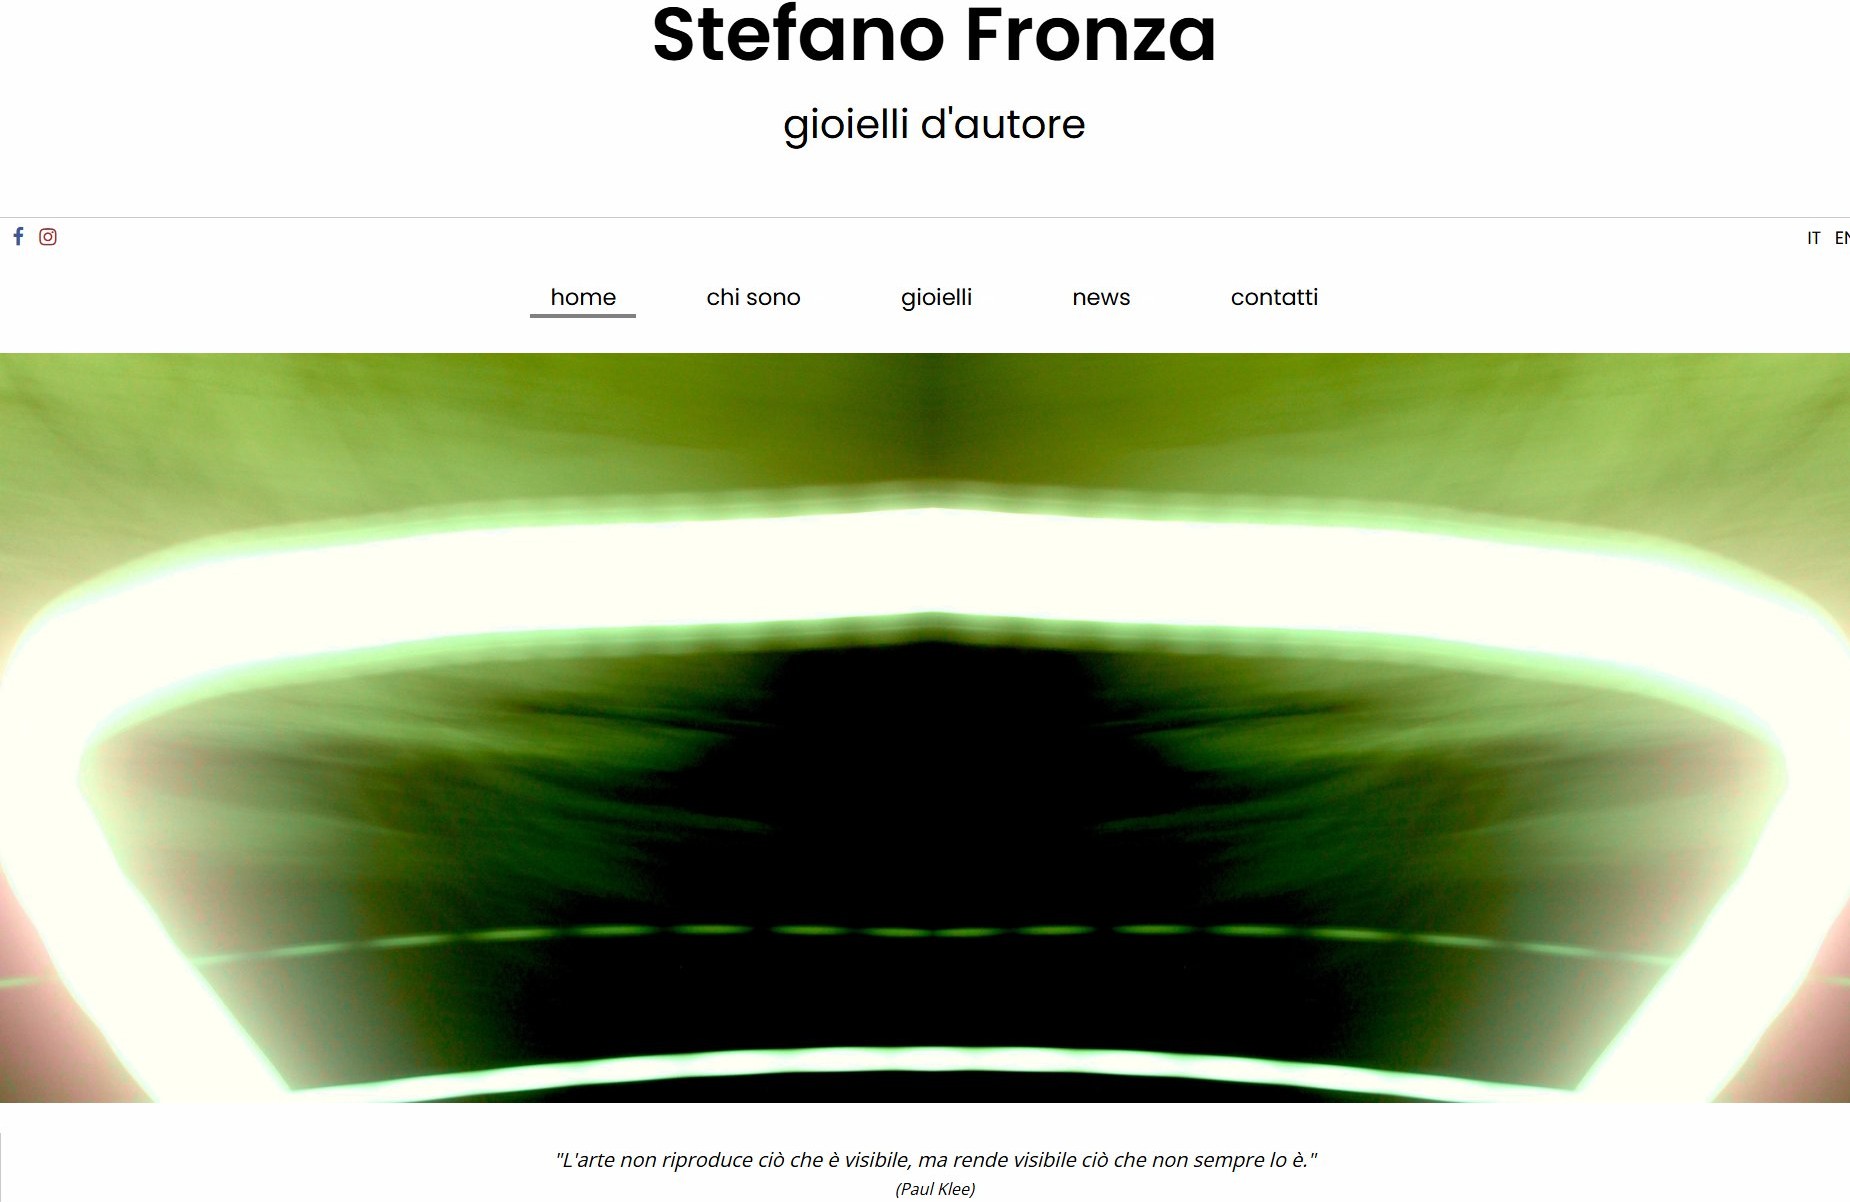 Stefano Fronza
gioielli d'autore
IT EN
home chi sono gioielli news contatti
"L'arte non riproduce ciò che è visibile, ma rende visibile ciò che non sempre lo è."
(Paul Klee)